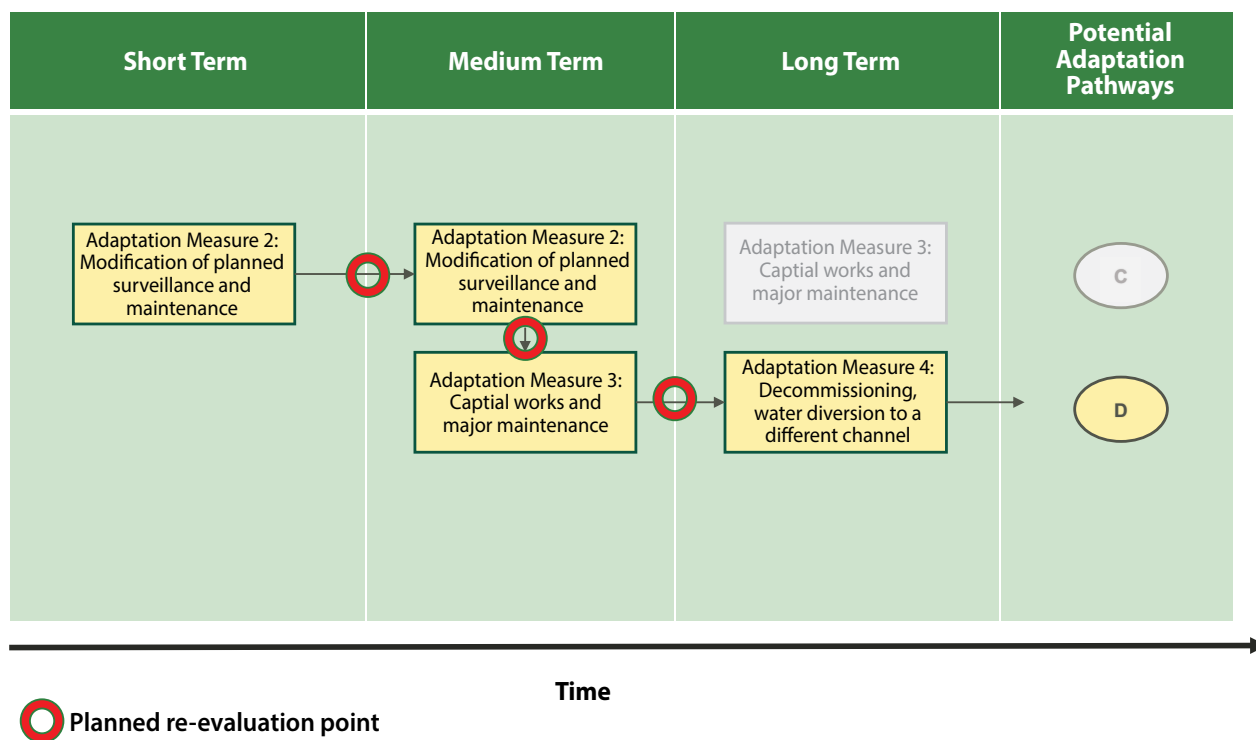 Short Term
Medium Term
Long Term
Potential
Adaptation
Pathways
Adaptation Measure 2:
Modification of planned
surveillance and
maintenance
Adaptation Measure 2:
Modification of planned
surveillance and
maintenance
Adaptation Measure 3:
Captial works and
major maintenance
C
Adaptation Measure 3:
Captial works and
major maintenance
Adaptation Measure 4:
Decommissioning,
water diversion to a
different channel
D
Time
Planned re-evaluation point